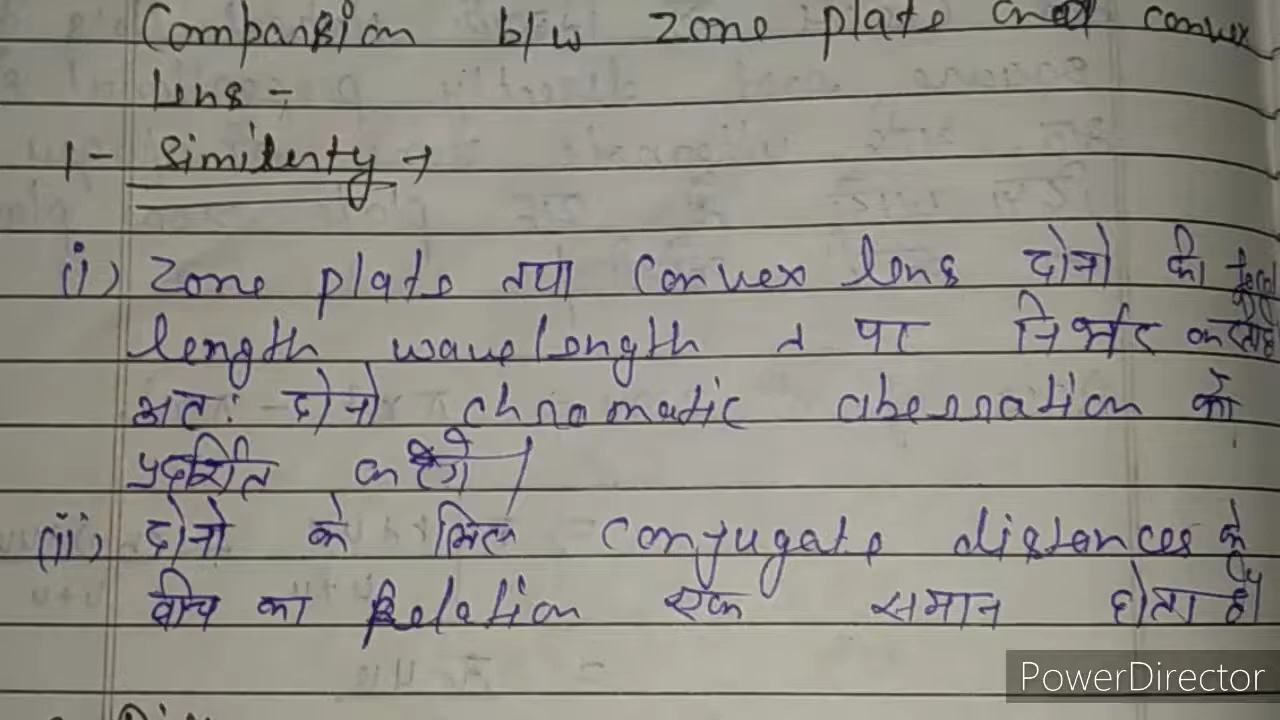 Comparision b/w Zone plate and convex
lens -
1- Similerty →
(i) Zone plate तथा Convex lens दोनो की focal
length wavelength λ पर निर्भर करती है
अतः दोनो chromatic aberration को
प्रदर्शित करेगे |
(ii) दोनो के लिए conjugate distances के
बीच का Relation एक समान होता है।
PowerDirector